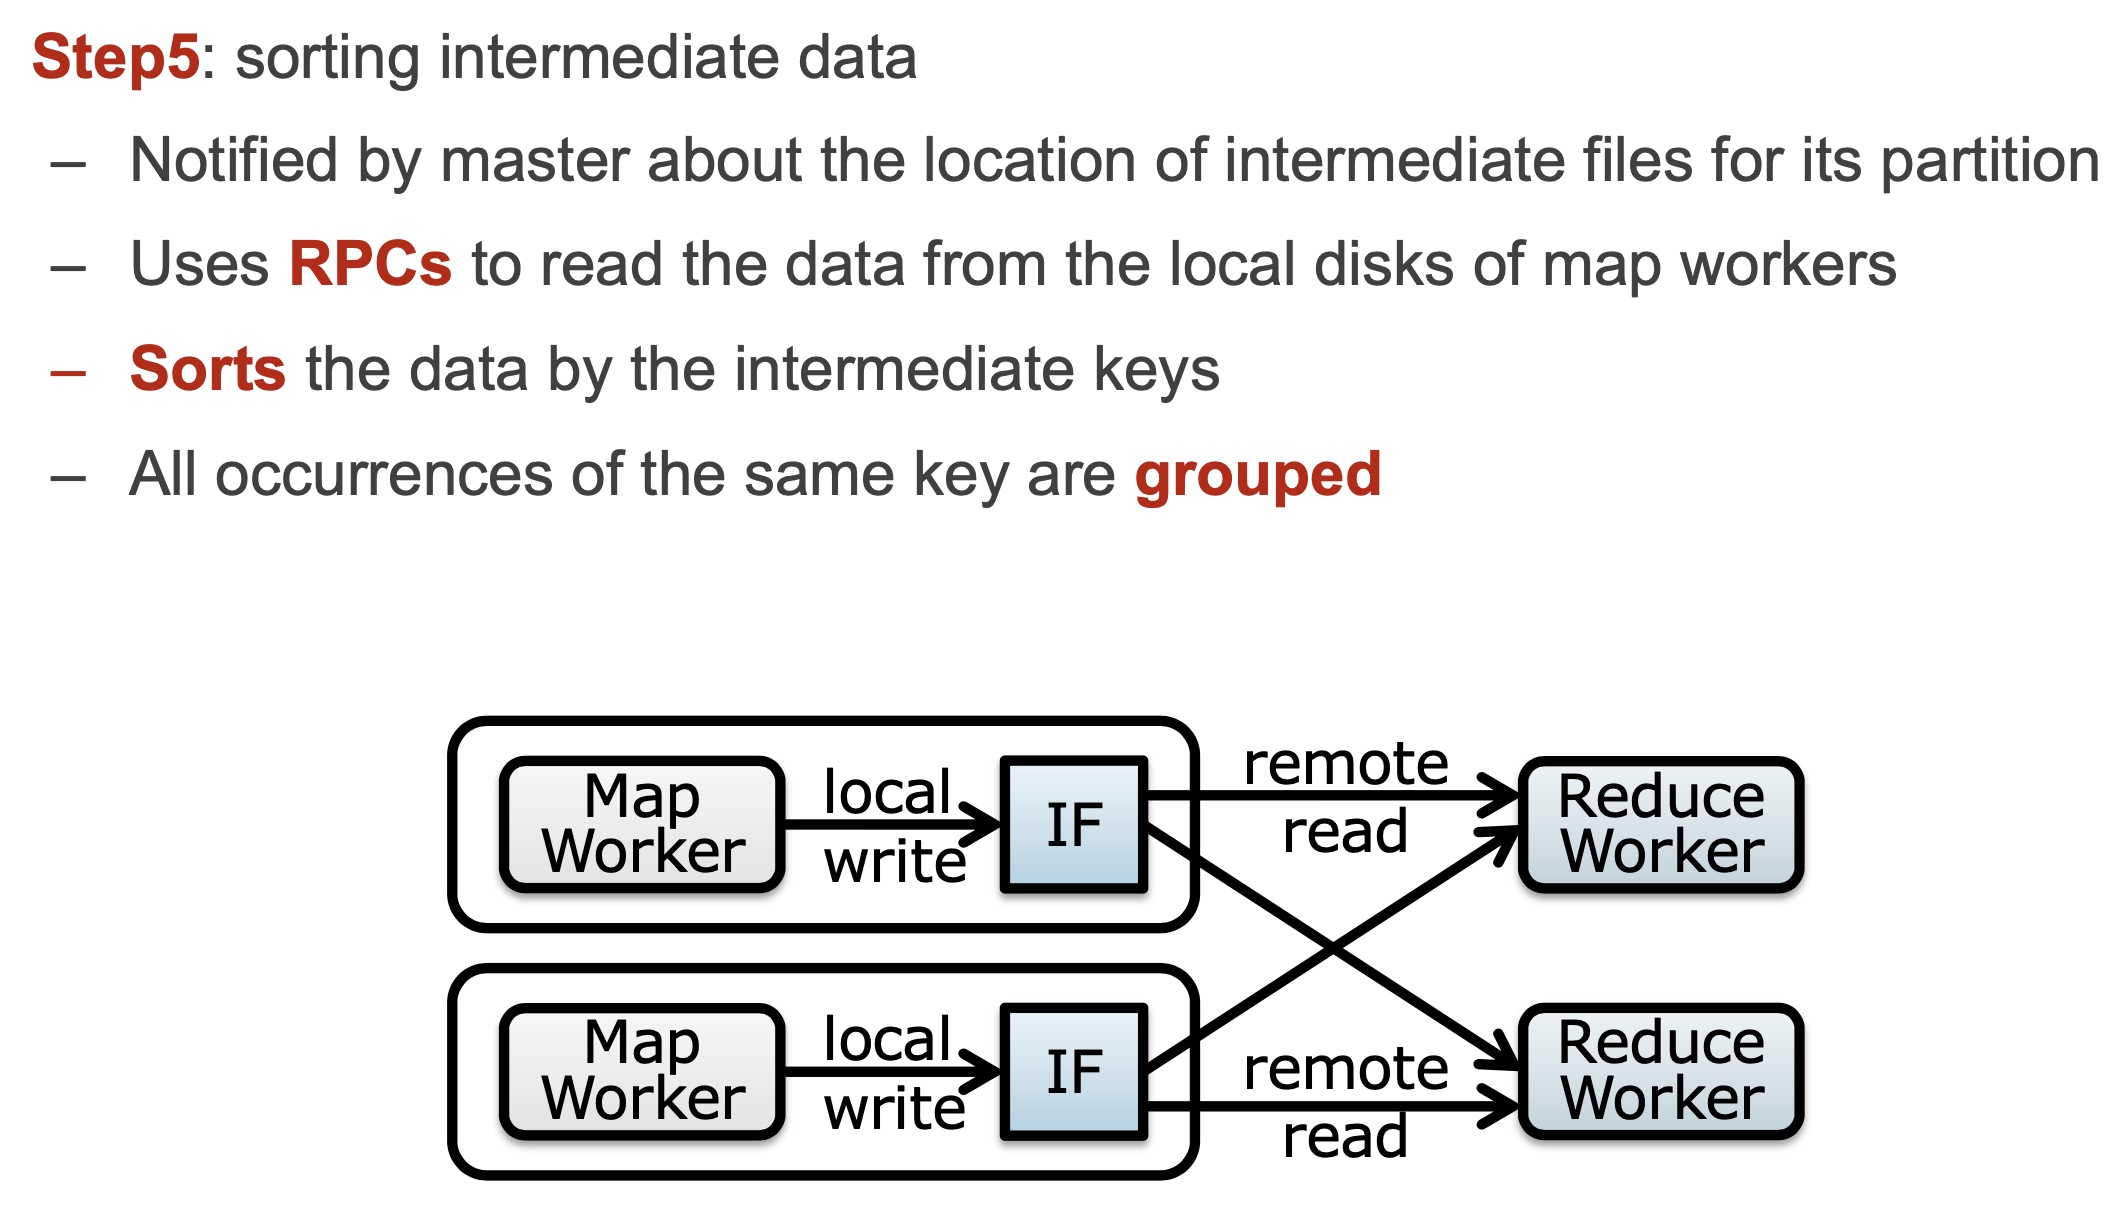 Step5: sorting intermediate data
– Notified by master about the location of intermediate files for its partition
– Uses RPCs to read the data from the local disks of map workers
– Sorts the data by the intermediate keys
– All occurrences of the same key are grouped
Map
Worker
local
write
IF
remote
read
Reduce
Worker
Map
Worker
local
write
IF
remote
read
Reduce
Worker